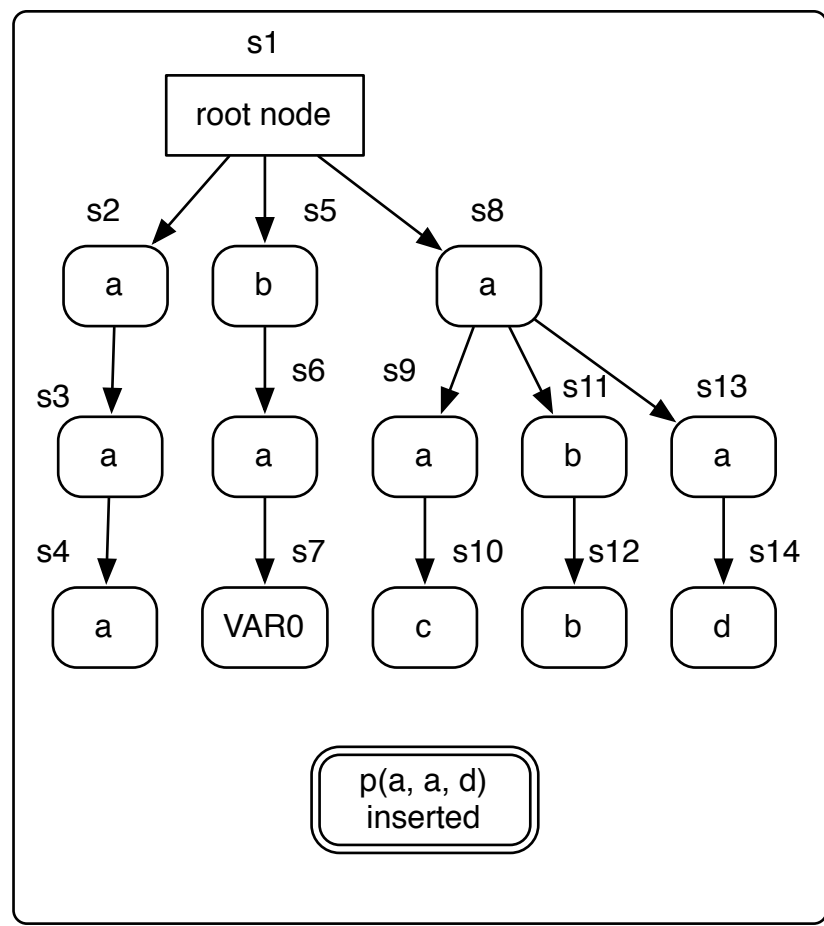 s1
root node
s2
s5
s8
a
b
a
s3
s6
s9
s11
s13
a
a
a
b
a
s4
s7
s10
s12
s14
a
VAR0
c
b
d
p(a, a, d)
inserted